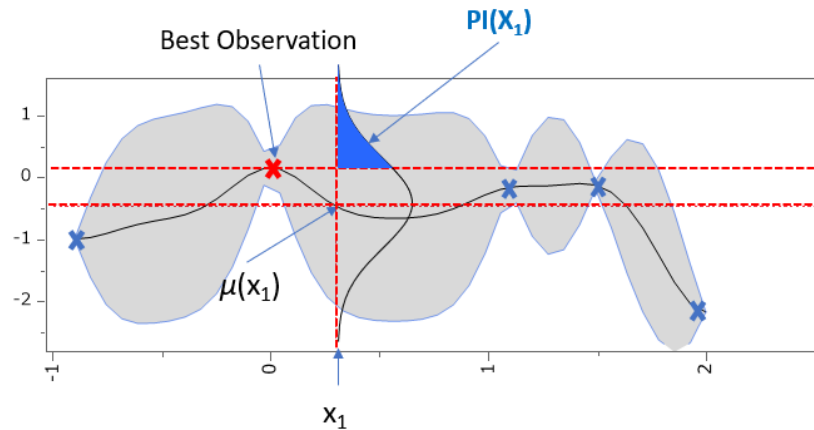 PI(X₁)
Best Observation
1
0
-1
-2
μ(x₁)
-1
0
1
2
x₁